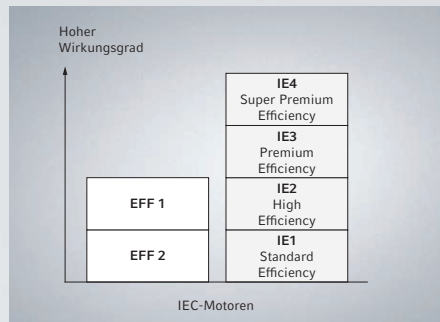 Hoher
Wirkungsgrad
IE4
Super Premium
Efficiency
IE3
Premium
Efficiency
EFF 1
IE2
High
Efficiency
EFF 2
IE1
Standard
Efficiency
IEC-Motoren